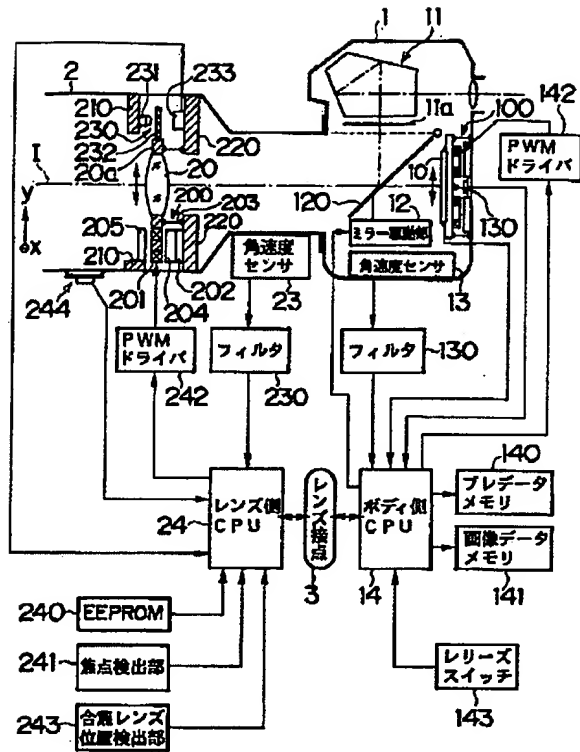 1
11
2
231
233
210
230
232
20a
20
220
11a
142
100
PWM
ドライバ
I
y
x
200
203
205
210
201
204
202
220
10
120
12
130
ミラー駆動部
角速度
センサ
23
角速度センサ
13
244
PWM
ドライバ
242
フィルタ
230
フィルタ
130
140
ブレデータ
メモリ
レンズ側
CPU
24
レンズ接点
3
ボディ側
CPU
14
画像データ
メモリ
141
240
EEPROM
241
焦点検出部
243
合焦レンズ
位置検出部
レリーズ
スイッチ
143